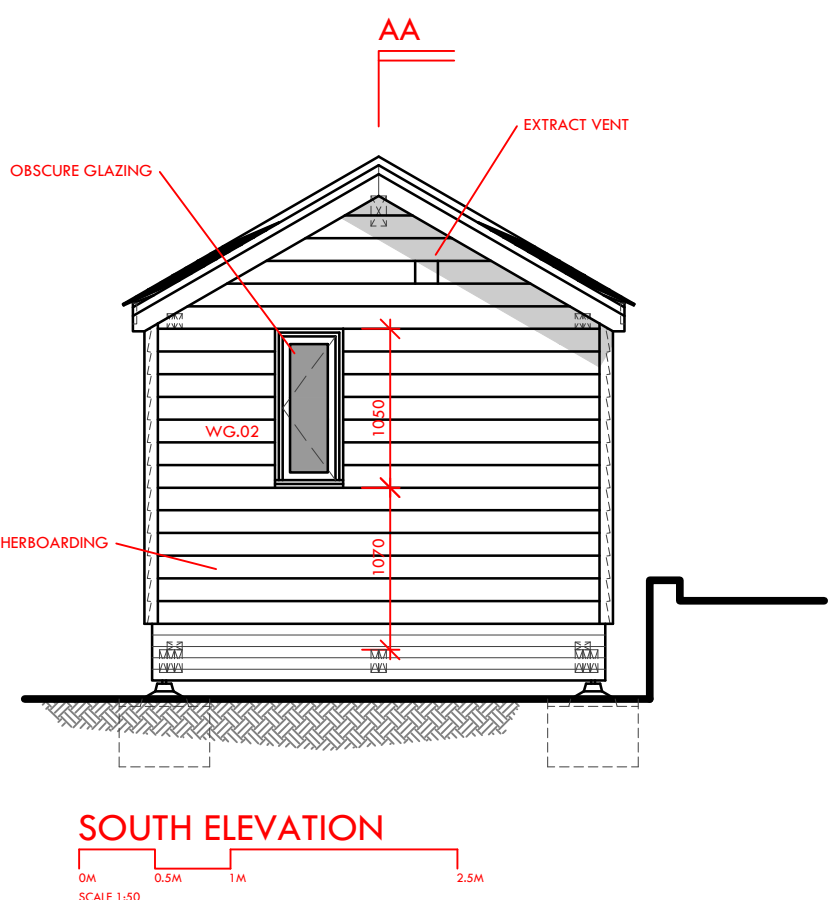 AA
EXTRACT VENT
OBSCURE GLAZING
1050
WG.02
HERBOARDING
1070
SOUTH ELEVATION
0M 0.5M 1M 2.5M
SCALE 1:50